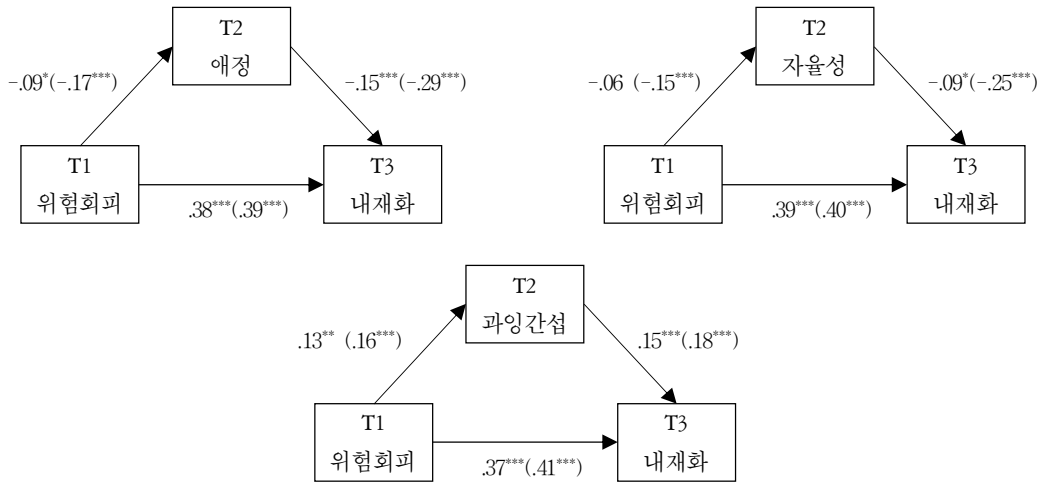 T2
애정
-.09*(-.17***)
-.15***(-.29***)
T1
위험회피
T3
내재화
.38***(.39***)
T2
자율성
-.06 (-.15***)
-.09*(-.25***)
T1
위험회피
T3
내재화
.39***(.40***)
T2
과잉간섭
.13** (.16***)
.15***(.18***)
T1
위험회피
T3
내재화
.37***(.41***)